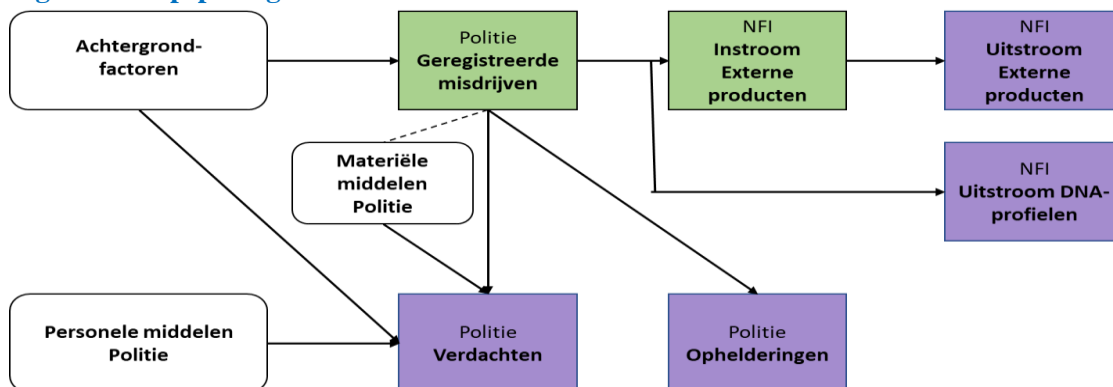 Achtergrond-
factoren
Politie
Geregistreerde
misdrijven
NFI
Instroom
Externe
producten
NFI
Uitstroom
Externe
producten
Materiële
middelen
Politie
NFI
Uitstroom DNA-
profielen
Personele middelen
Politie
Politie
Verdachten
Politie
Ophelderingen